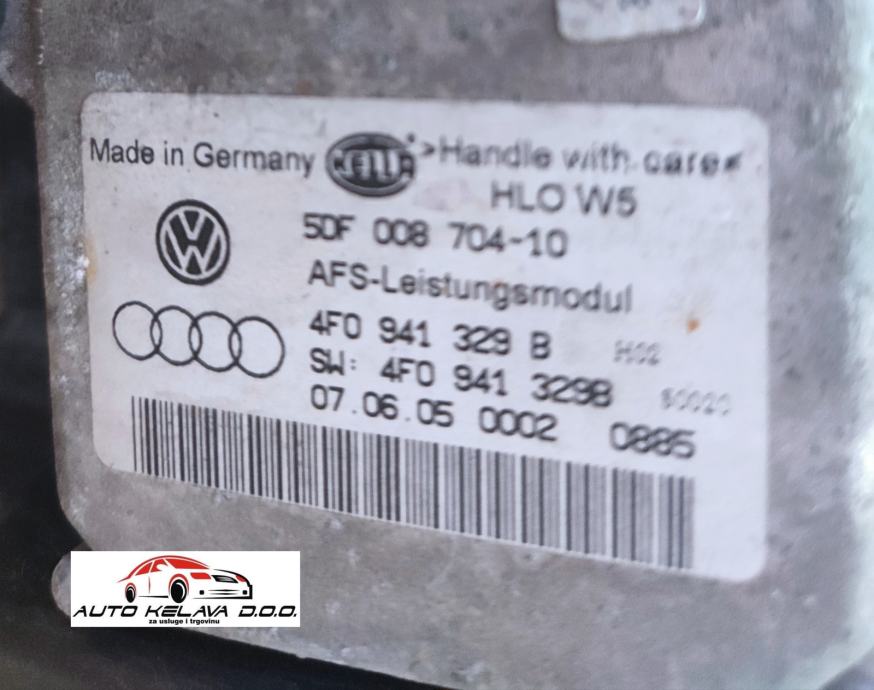 Made in Germany HELLA >Handle with care<
HLO W5
5DF 008 704-10
AFS-Leistungsmodul
4F0 941 329 B H02
SW: 4F0 941 329B
07.06.05 0002 0885
AUTO KELAVA D.O.O.
za usluge i trgovinu